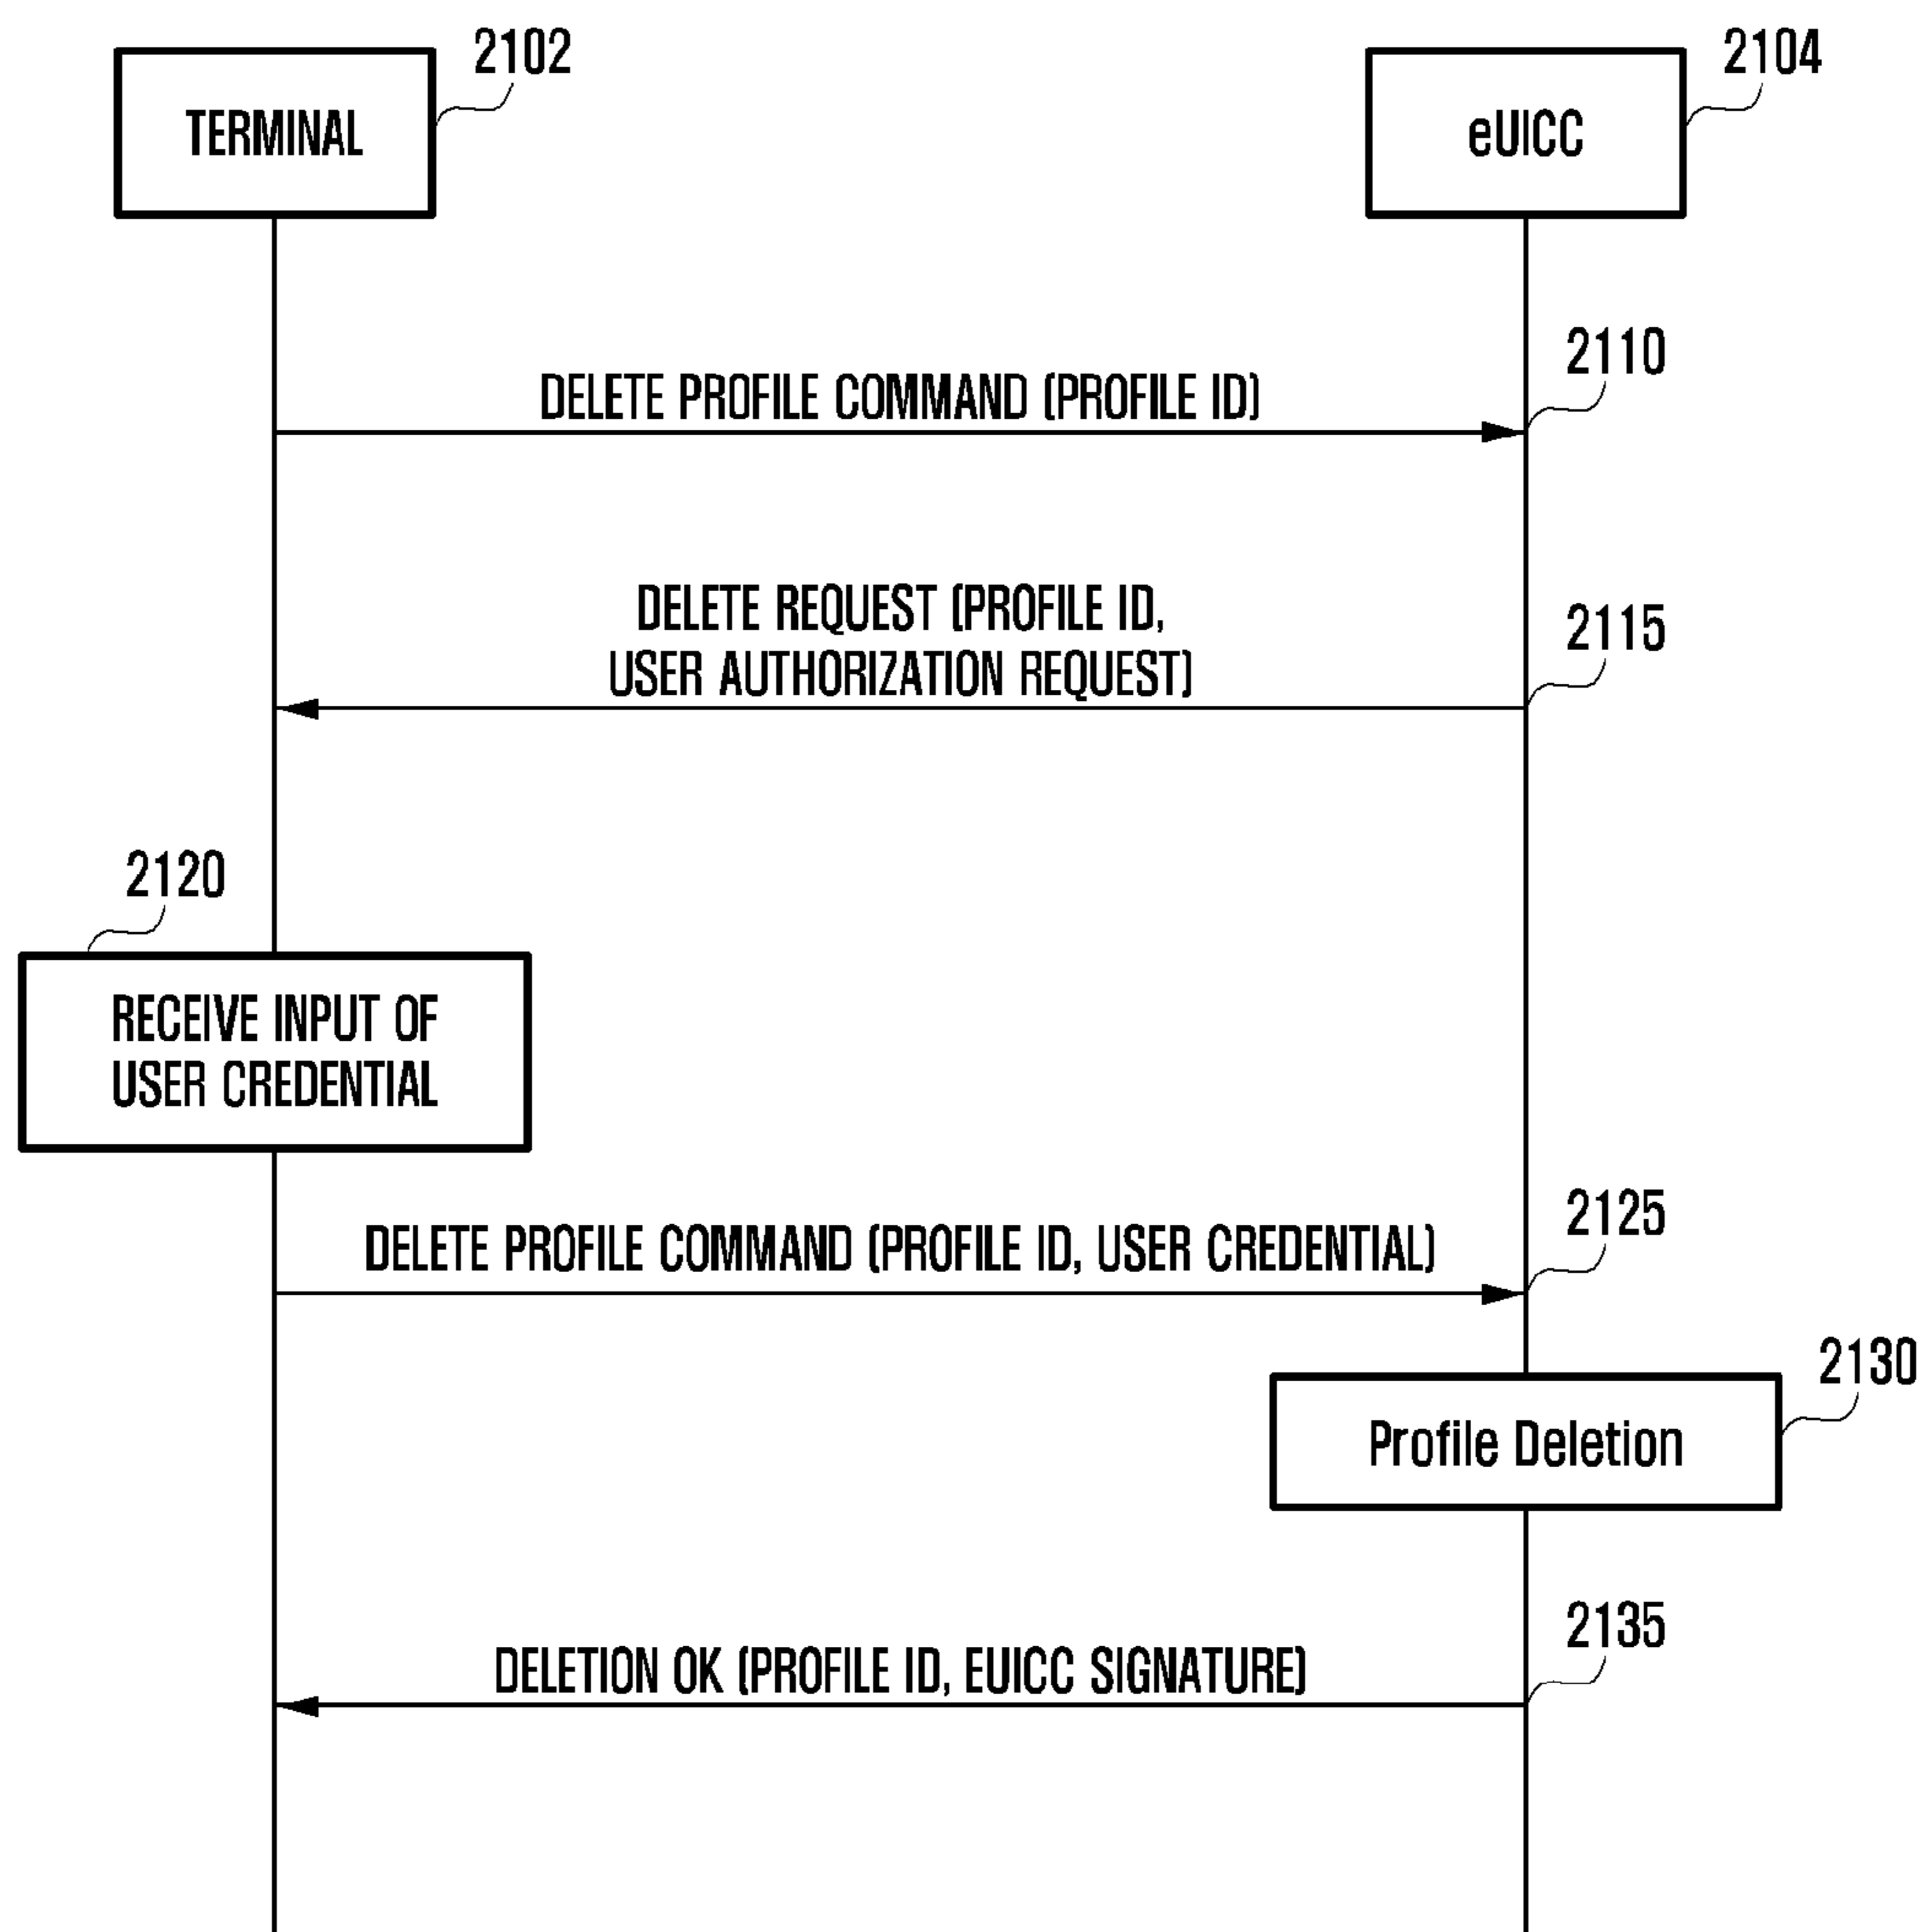 2102
2104
TERMINAL
eUICC
2110
DELETE PROFILE COMMAND (PROFILE ID)
2115
DELETE REQUEST (PROFILE ID,
USER AUTHORIZATION REQUEST)
2120
RECEIVE INPUT OF
USER CREDENTIAL
2125
DELETE PROFILE COMMAND (PROFILE ID, USER CREDENTIAL)
2130
Profile Deletion
2135
DELETION OK (PROFILE ID, EUICC SIGNATURE)